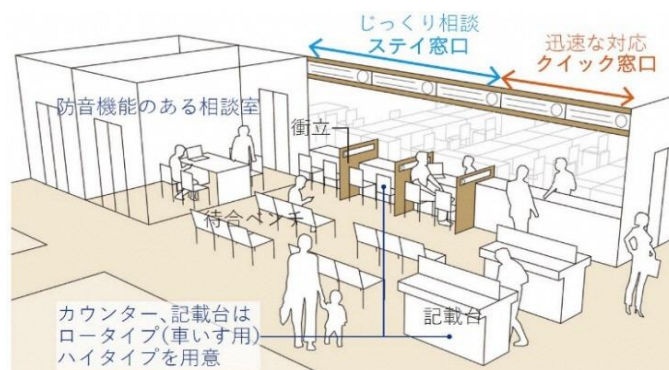 じっくり相談
ステイ窓口
迅速な対応
クイック窓口
防音機能のある相談室
衝立
待合ベンチ
カウンター、記載台は
ロータイプ(車いす用)
ハイタイプを用意
記載台